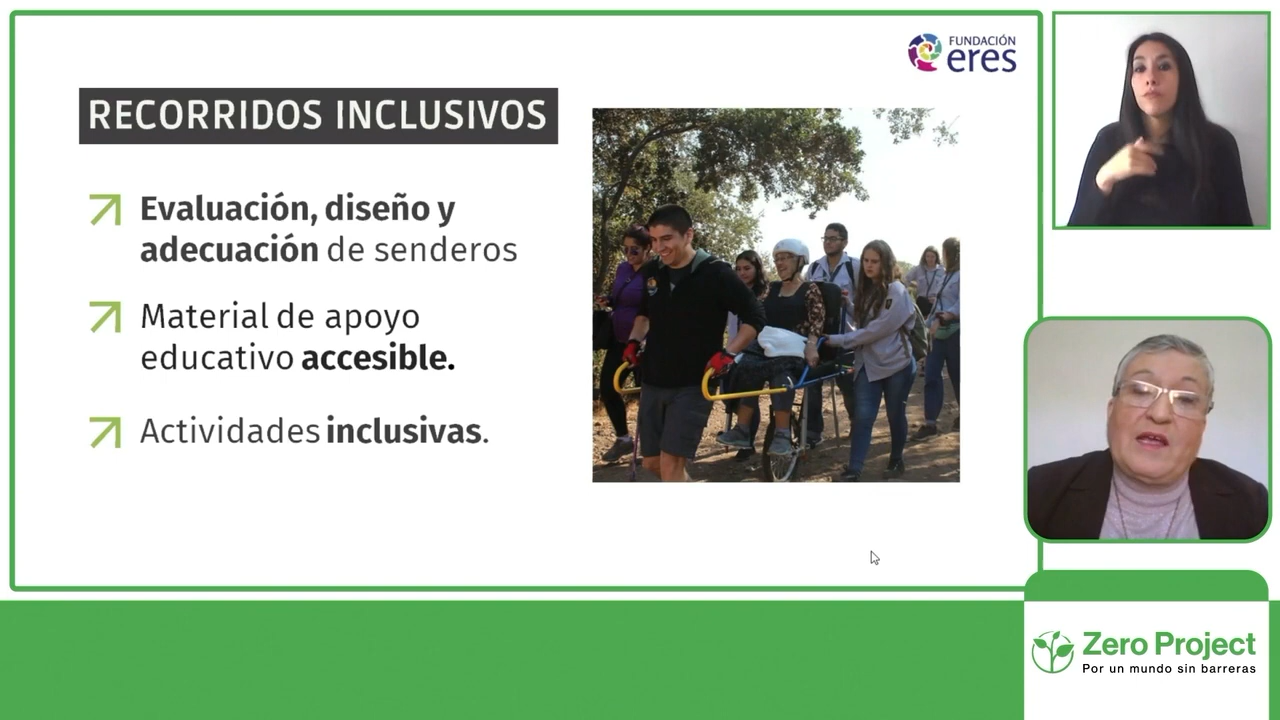 FUNDACIÓN
eres
RECORRIDOS INCLUSIVOS
Evaluación, diseño y
adecuación de senderos
Material de apoyo
educativo accesible.
Actividades inclusivas.
Zero Project
Por un mundo sin barreras